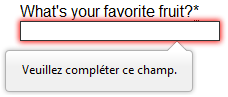 What's your favorite fruit?*
Veuillez compléter ce champ.